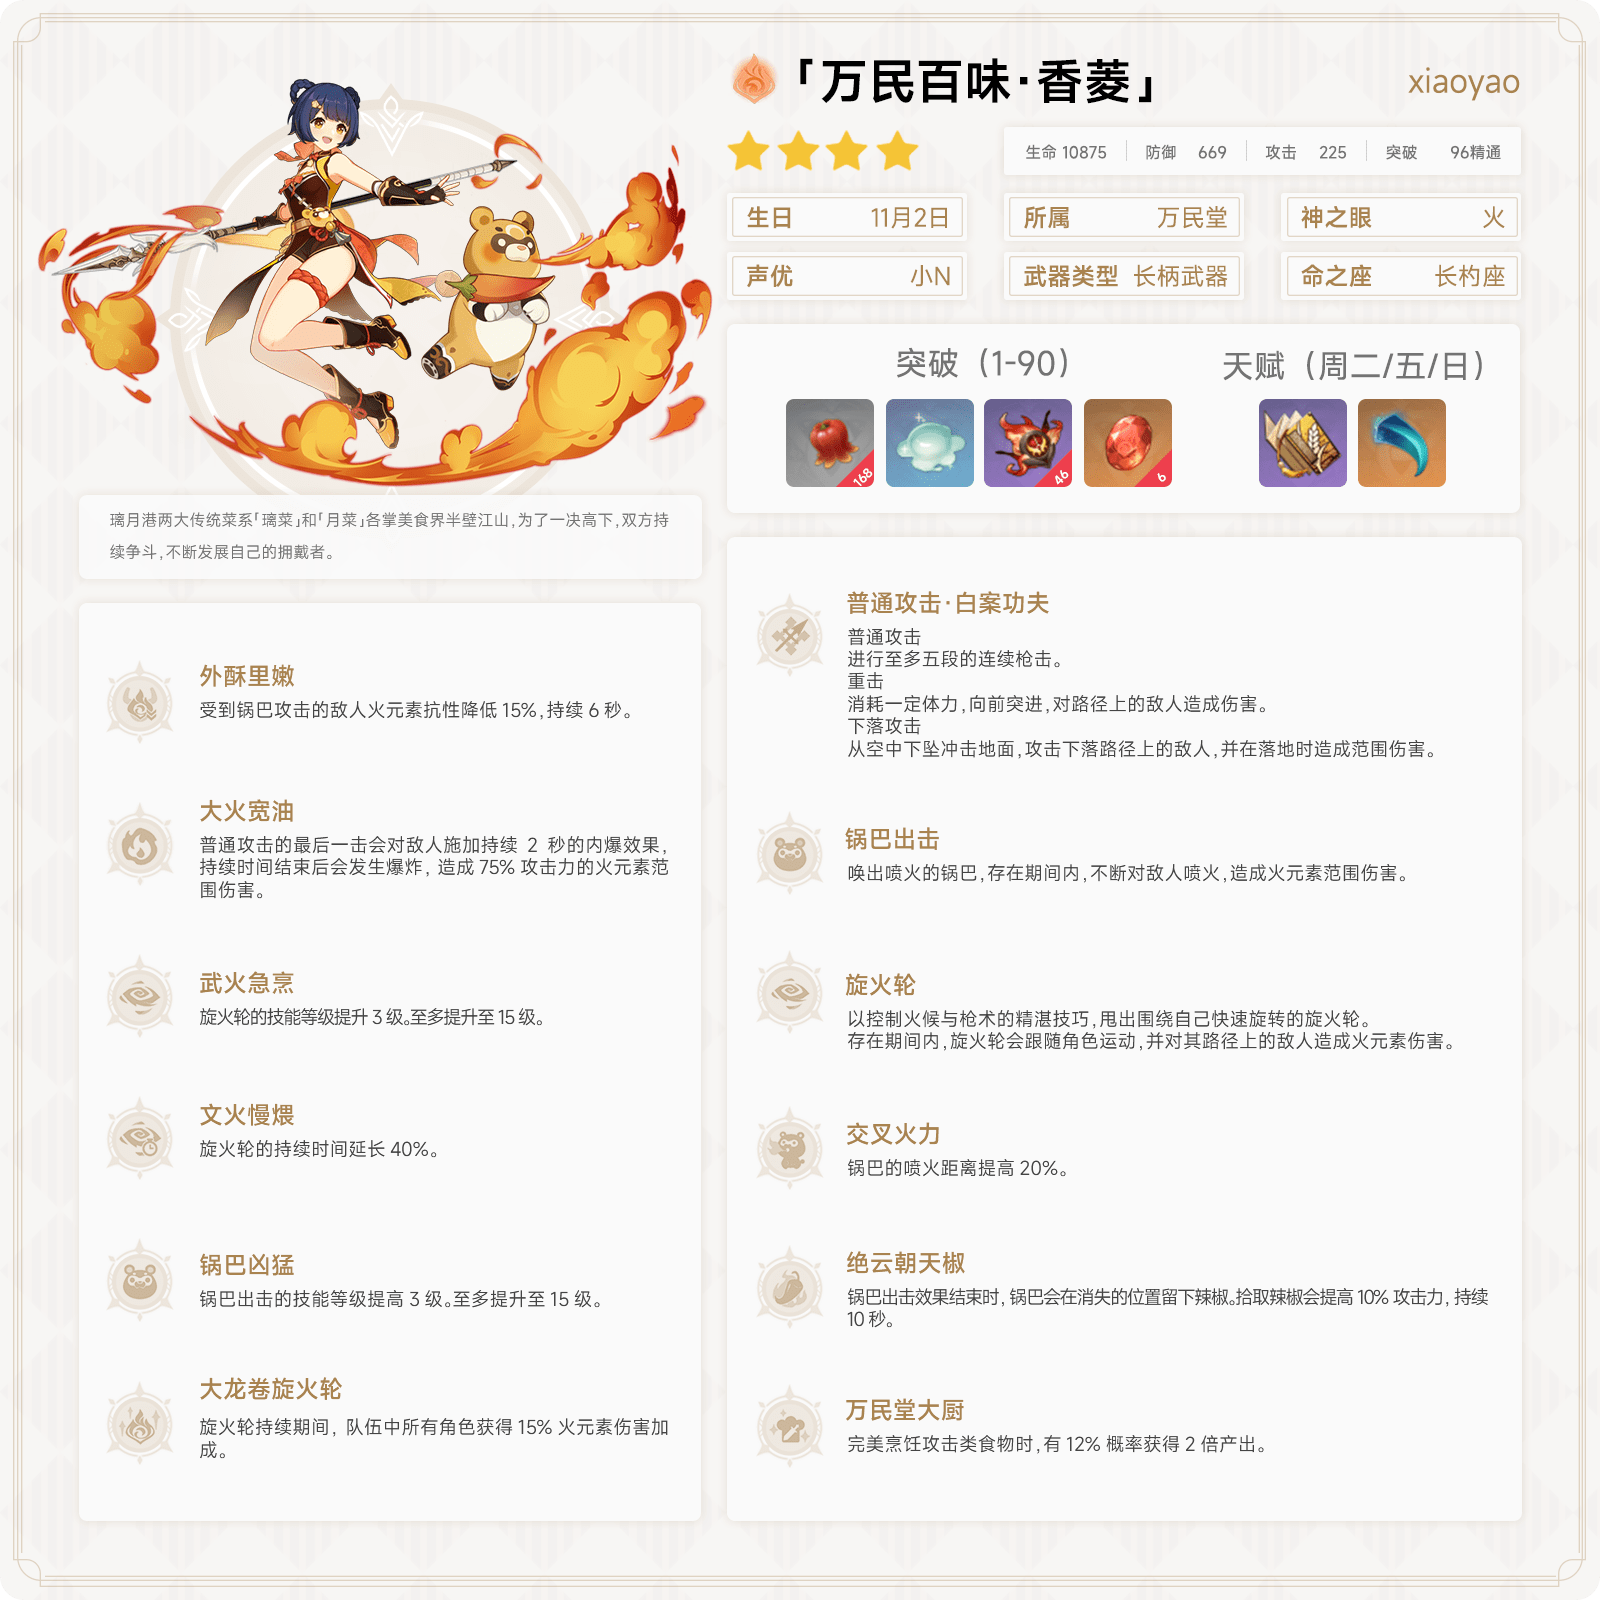 「万民百味·香菱」
xiaoyao
生命 10875 防御 669 攻击 225 突破 96精通
生日 11月2日 所属 万民堂 神之眼 火
声优 小N 武器类型 长柄武器 命之座 长杓座
突破（1-90）
天赋（周二/五/日）
168
46
6
璃月港两大传统菜系「璃菜」和「月菜」各掌美食界半壁江山,为了一决高下,双方持
续争斗,不断发展自己的拥戴者。
外酥里嫩
受到锅巴攻击的敌人火元素抗性降低 15%,持续 6 秒。
大火宽油
普通攻击的最后一击会对敌人施加持续 2 秒的内爆效果,
持续时间结束后会发生爆炸, 造成 75% 攻击力的火元素范
围伤害。
武火急烹
旋火轮的技能等级提升 3 级。至多提升至 15 级。
文火慢煨
旋火轮的持续时间延长 40%。
锅巴凶猛
锅巴出击的技能等级提高 3 级。至多提升至 15 级。
大龙卷旋火轮
旋火轮持续期间, 队伍中所有角色获得 15% 火元素伤害加
成。
普通攻击·白案功夫
普通攻击
进行至多五段的连续枪击。
重击
消耗一定体力,向前突进,对路径上的敌人造成伤害。
下落攻击
从空中下坠冲击地面,攻击下落路径上的敌人,并在落地时造成范围伤害。
锅巴出击
唤出喷火的锅巴,存在期间内,不断对敌人喷火,造成火元素范围伤害。
旋火轮
以控制火候与枪术的精湛技巧,甩出围绕自己快速旋转的旋火轮。
存在期间内,旋火轮会跟随角色运动,并对其路径上的敌人造成火元素伤害。
交叉火力
锅巴的喷火距离提高 20%。
绝云朝天椒
锅巴出击效果结束时, 锅巴会在消失的位置留下辣椒。拾取辣椒会提高 10% 攻击力, 持续
10 秒。
万民堂大厨
完美烹饪攻击类食物时,有 12% 概率获得 2 倍产出。